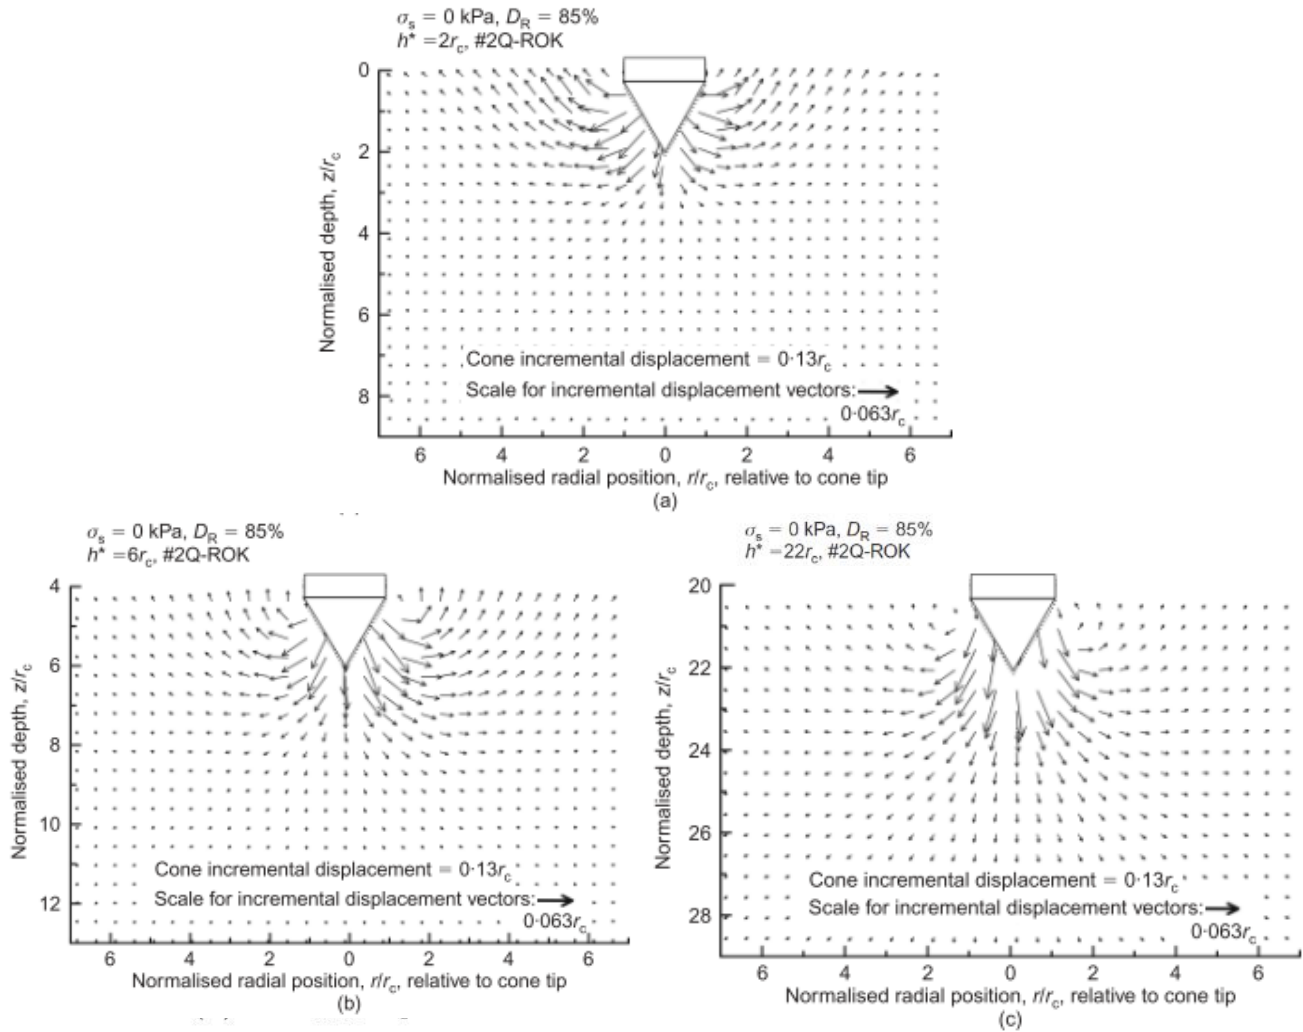 σs = 0 kPa, DR = 85%
h* =2rc, #2Q-ROK
0
2
4
6
8
Normalised depth, z/rc
Cone incremental displacement = 0·13rc
Scale for incremental displacement vectors:
0·063rc
6 4 2 0 2 4 6
Normalised radial position, r/rc, relative to cone tip
(a)
σs = 0 kPa, DR = 85%
h* =6rc, #2Q-ROK
4
6
8
10
12
Normalised depth, z/rc
Cone incremental displacement = 0·13rc
Scale for incremental displacement vectors:
0·063rc
6 4 2 0 2 4 6
Normalised radial position, r/rc, relative to cone tip
(b)
σs = 0 kPa, DR = 85%
h* =22rc, #2Q-ROK
20
22
24
26
28
Normalised depth, z/rc
Cone incremental displacement = 0·13rc
Scale for incremental displacement vectors:
0·063rc
6 4 2 0 2 4 6
Normalised radial position, r/rc, relative to cone tip
(c)